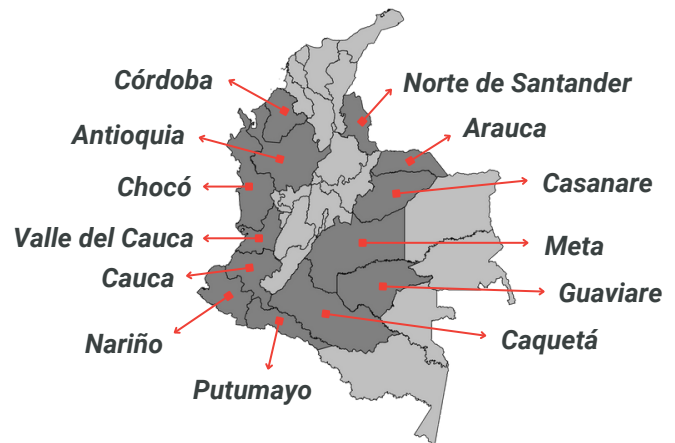 Córdoba
Norte de Santander
Antioquia
Arauca
Chocó
Casanare
Valle del Cauca
Meta
Cauca
Guaviare
Nariño
Caquetá
Putumayo